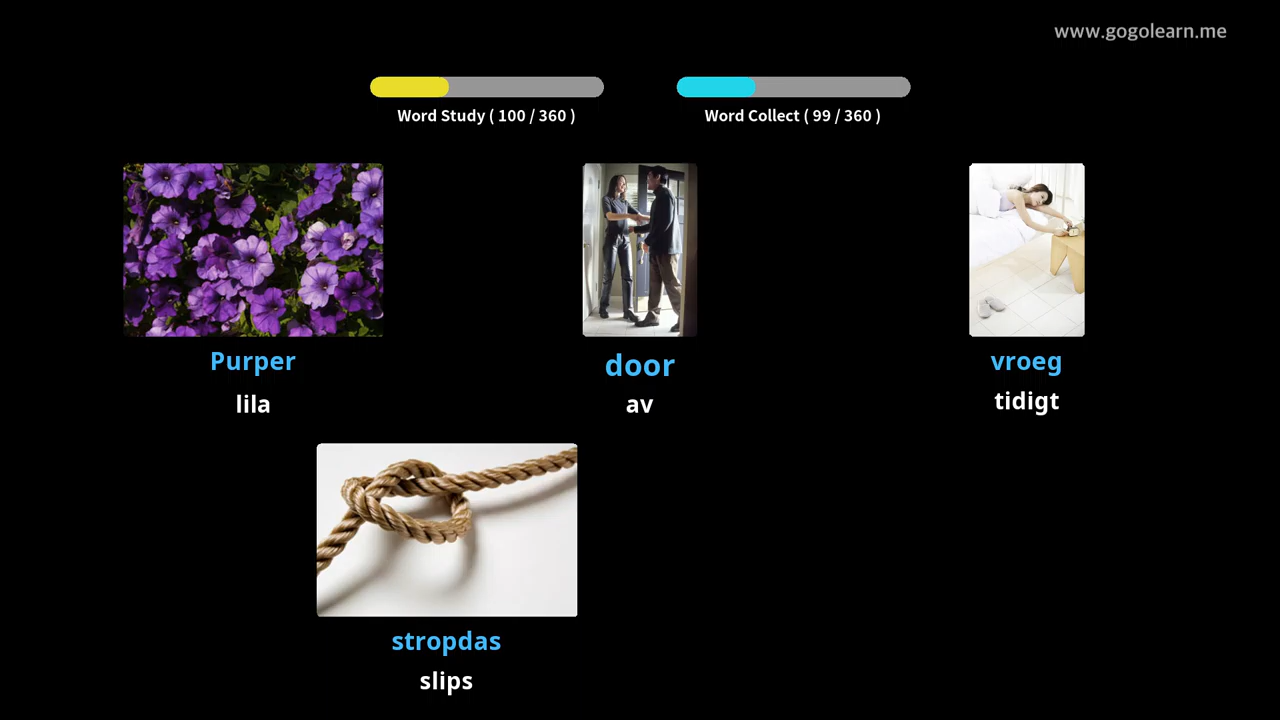 www.gogolearn.me
Word Study ( 100 / 360 )
Word Collect ( 99 / 360 )
Purper
lila
door
av
vroeg
tidigt
stropdas
slips